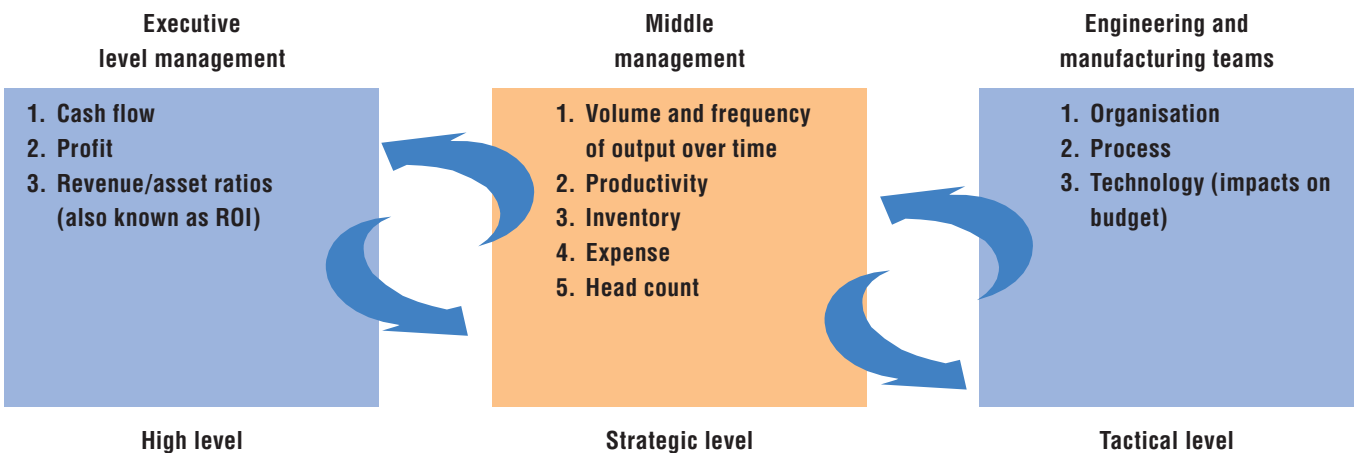 Executive
level management
1. Cash flow
2. Profit
3. Revenue/asset ratios
(also known as ROI)
High level
Middle
management
1. Volume and frequency
of output over time
2. Productivity
3. Inventory
4. Expense
5. Head count
Strategic level
Engineering and
manufacturing teams
1. Organisation
2. Process
3. Technology (impacts on
budget)
Tactical level